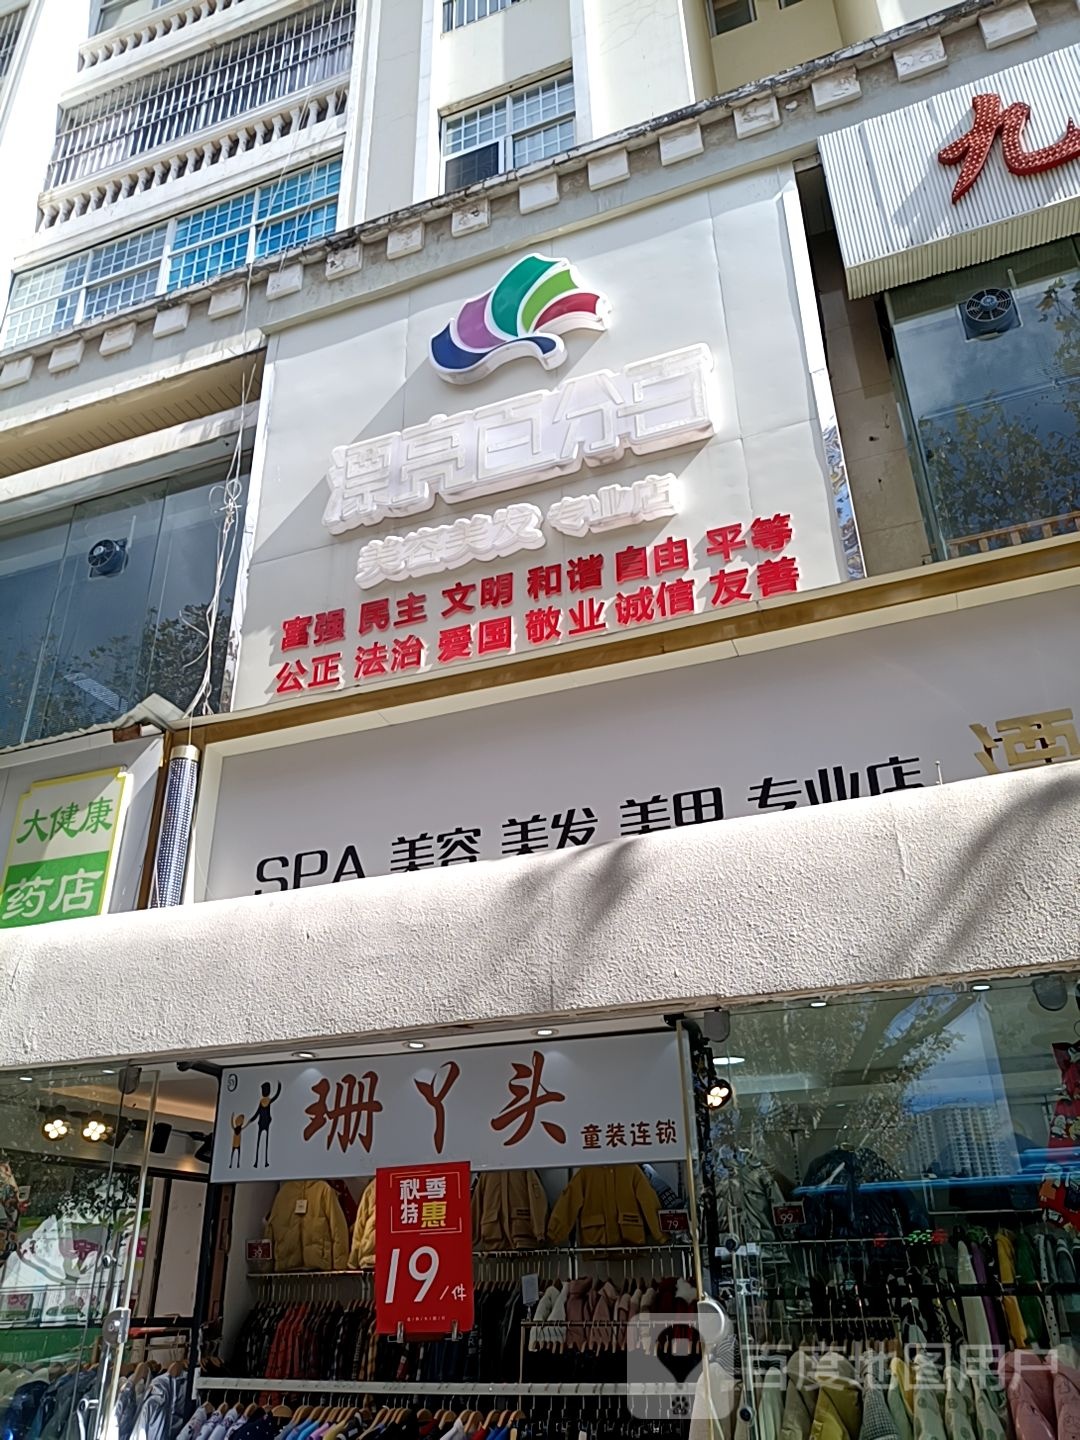 九
漂亮百分百
美容美发 专业店
富强 民主 文明 和谐 自由 平等
公正 法治 爱国 敬业 诚信 友善
SPA 美容 美发 美甲 专业店
大健康
药店
珊丫头
童装连锁
秋季
特惠
19/件
39
79
99
百度地图用户